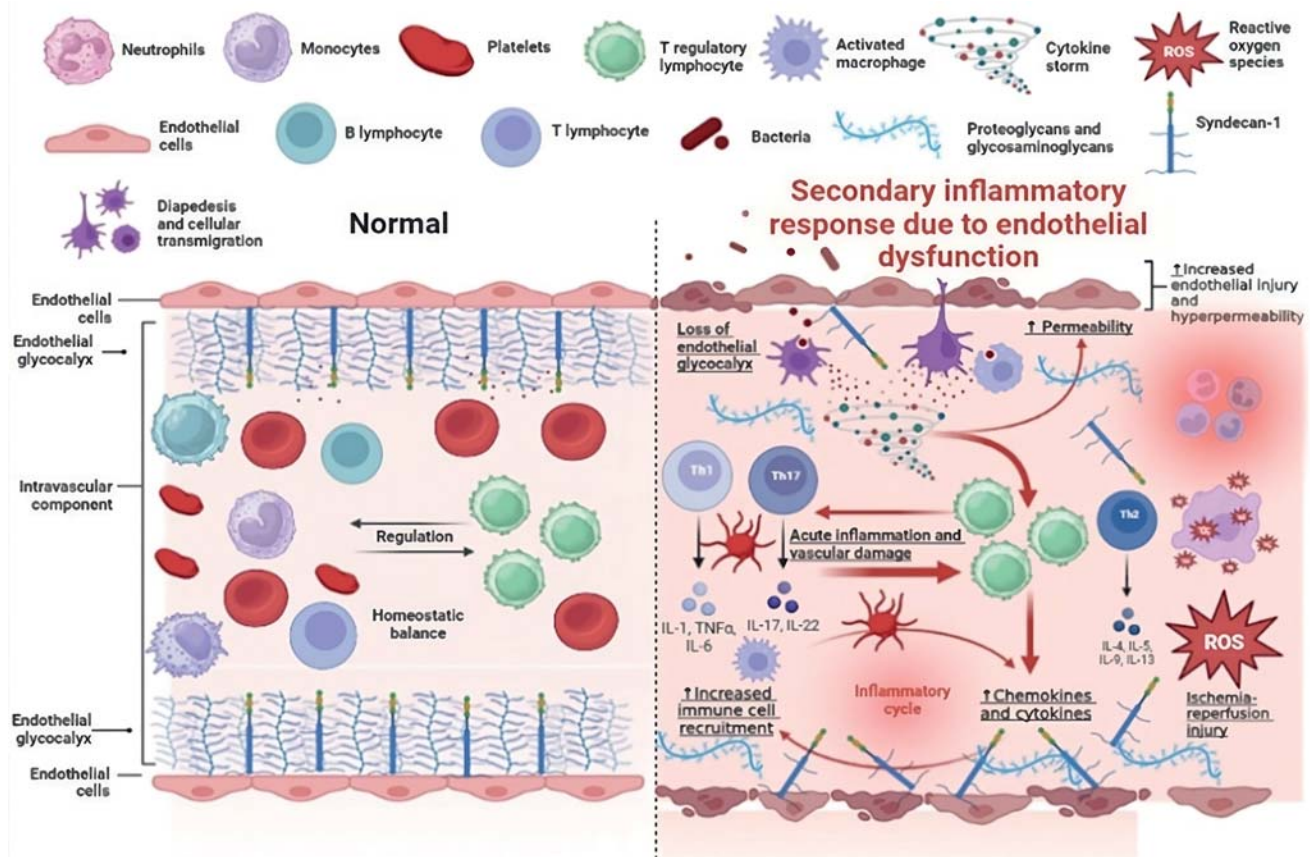 Neutrophils
Monocytes
Platelets
T regulatory
lymphocyte
Activated
macrophage
Cytokine
storm
ROS
Reactive
oxygen
species
Endothelial
cells
B lymphocyte
T lymphocyte
Bacteria
Proteoglycans and
glycosaminoglycans
Syndecan-1
Diapedesis
and cellular
transmigration
Normal
Secondary inflammatory
response due to endothelial
dysfunction
Endothelial
cells
Endothelial
glycocalyx
Intravascular
component
Regulation
Homeostatic
balance
Endothelial
glycocalyx
Endothelial
cells
↑Increased
endothelial injury
and
hyperpermeability
Loss of
endothelial
glycocalyx
↑ Permeability
Th1
Th17
Th2
Acute inflammation and
vascular damage
IL-1, TNFα,
IL-6
IL-17, IL-22
IL-4, IL-5,
IL-9, IL-13
ROS
↑Increased
immune cell
recruitment
Inflammatory
cycle
↑Chemokines
and cytokines
Ischemia-
reperfusion
injury